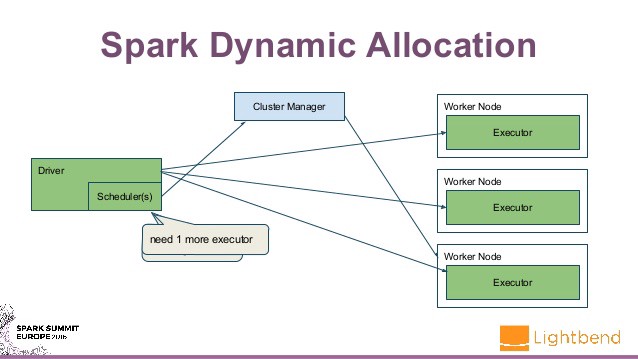 Spark Dynamic Allocation
Cluster Manager
Worker Node
Executor
Driver
Scheduler(s)
Worker Node
Executor
need 1 more executor
Worker Node
Executor
SPARK SUMMIT
EUROPE 2016
Lightbend